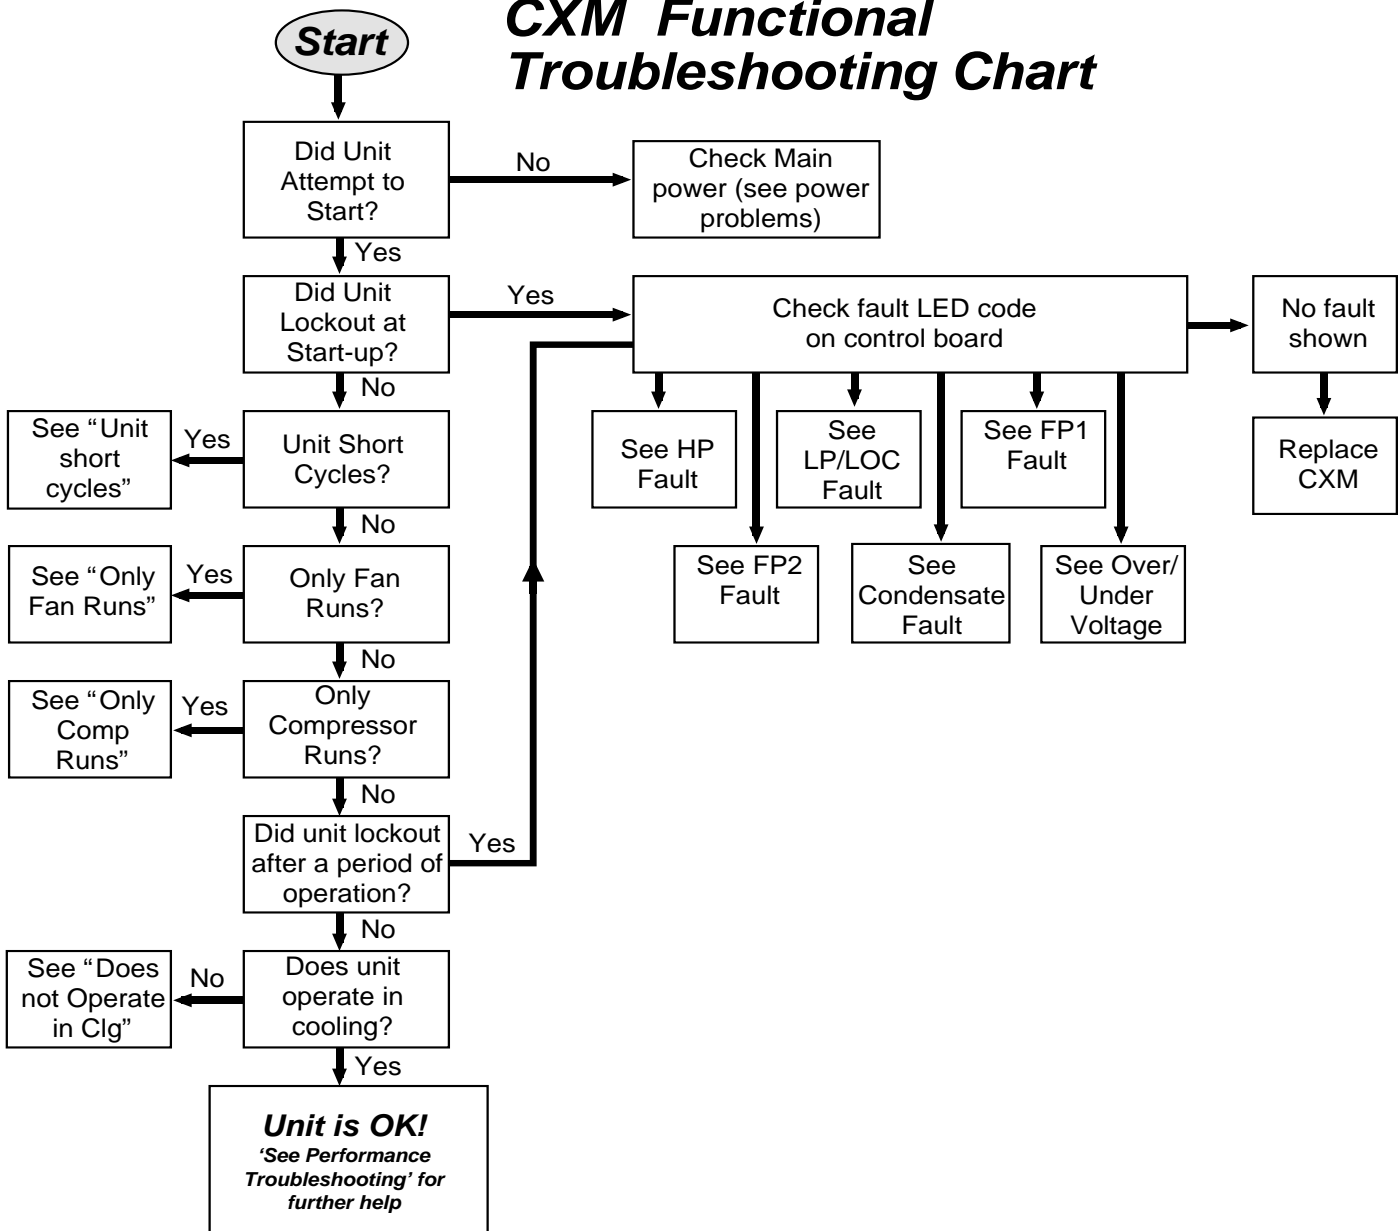 CXM Functional
Troubleshooting Chart
Start
Did Unit
Attempt to
Start?
No
Check Main
power (see power
problems)
Yes
Did Unit
Lockout at
Start-up?
Yes
Check fault LED code
on control board
No fault
shown
No
See “Unit
short
cycles”
Yes
Unit Short
Cycles?
See HP
Fault
See
LP/LOC
Fault
See FP1
Fault
Replace
CXM
No
See “Only
Fan Runs”
Yes
Only Fan
Runs?
See FP2
Fault
See
Condensate
Fault
See Over/
Under
Voltage
No
See “Only
Comp
Runs”
Yes
Only
Compressor
Runs?
No
Did unit lockout
after a period of
operation?
Yes
No
See “Does
not Operate
in Clg”
No
Does unit
operate in
cooling?
Yes
Unit is OK!
‘See Performance
Troubleshooting’ for
further help